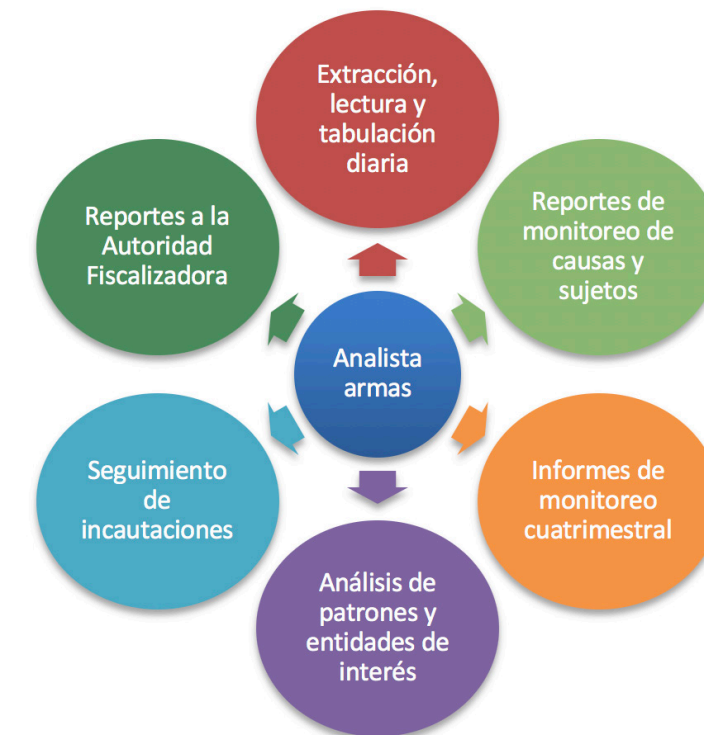 Extracción,
lectura y
tabulación
diaria
Reportes de
monitoreo de
causas y
sujetos
Informes de
monitoreo
cuatrimestral
Análisis de
patrones y
entidades de
interés
Seguimiento
de
incautaciones
Reportes a la
Autoridad
Fiscalizadora
Analista
armas